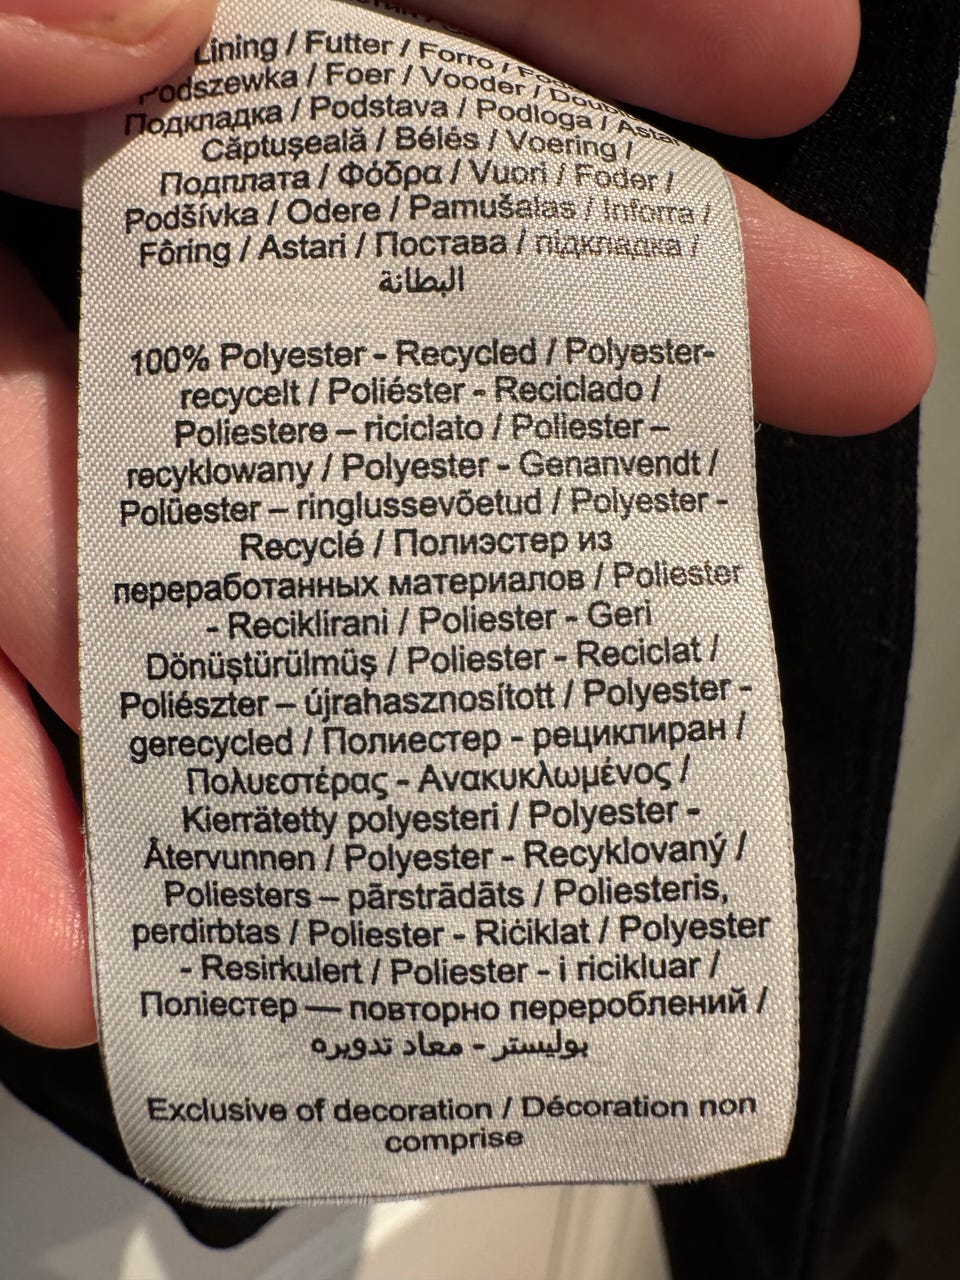 Lining / Futter / Forro /
Podszewka / Foer / Vooder /
Подкладка / Podstava / Podloga / Astar
Căptușeală / Bélés / Voering /
Подплата / Φόδρα / Vuori / Foder /
Podšívka / Odere / Pamušalas / Inforra /
Fôring / Astari / Постава / підкладка /
البطانة
100% Polyester - Recycled / Polyester-
recycelt / Poliéster - Reciclado /
Poliestere – riciclato / Poliester –
recyklowany / Polyester - Genanvendt /
Polüester – ringlussevõetud / Polyester -
Recyclé / Полиэстер из
переработанных материалов / Poliester
- Reciklirani / Poliester - Geri
Dönüştürülmüş / Poliester - Reciclat /
Poliészter – újrahasznosított / Polyester -
gerecycled / Полиестер - рециклиран /
Πολυεστέρας - Ανακυκλωμένος /
Kierrätetty polyesteri / Polyester -
Återvunnen / Polyester - Recyklovaný /
Poliesters – pārstrādāts / Poliesteris,
perdirbtas / Poliester - Riċiklat / Polyester
- Resirkulert / Poliester - i ricikluar /
Поліестер — повторно перероблений /
بوليستر - معاد تدويره
Exclusive of decoration / Décoration non
comprise